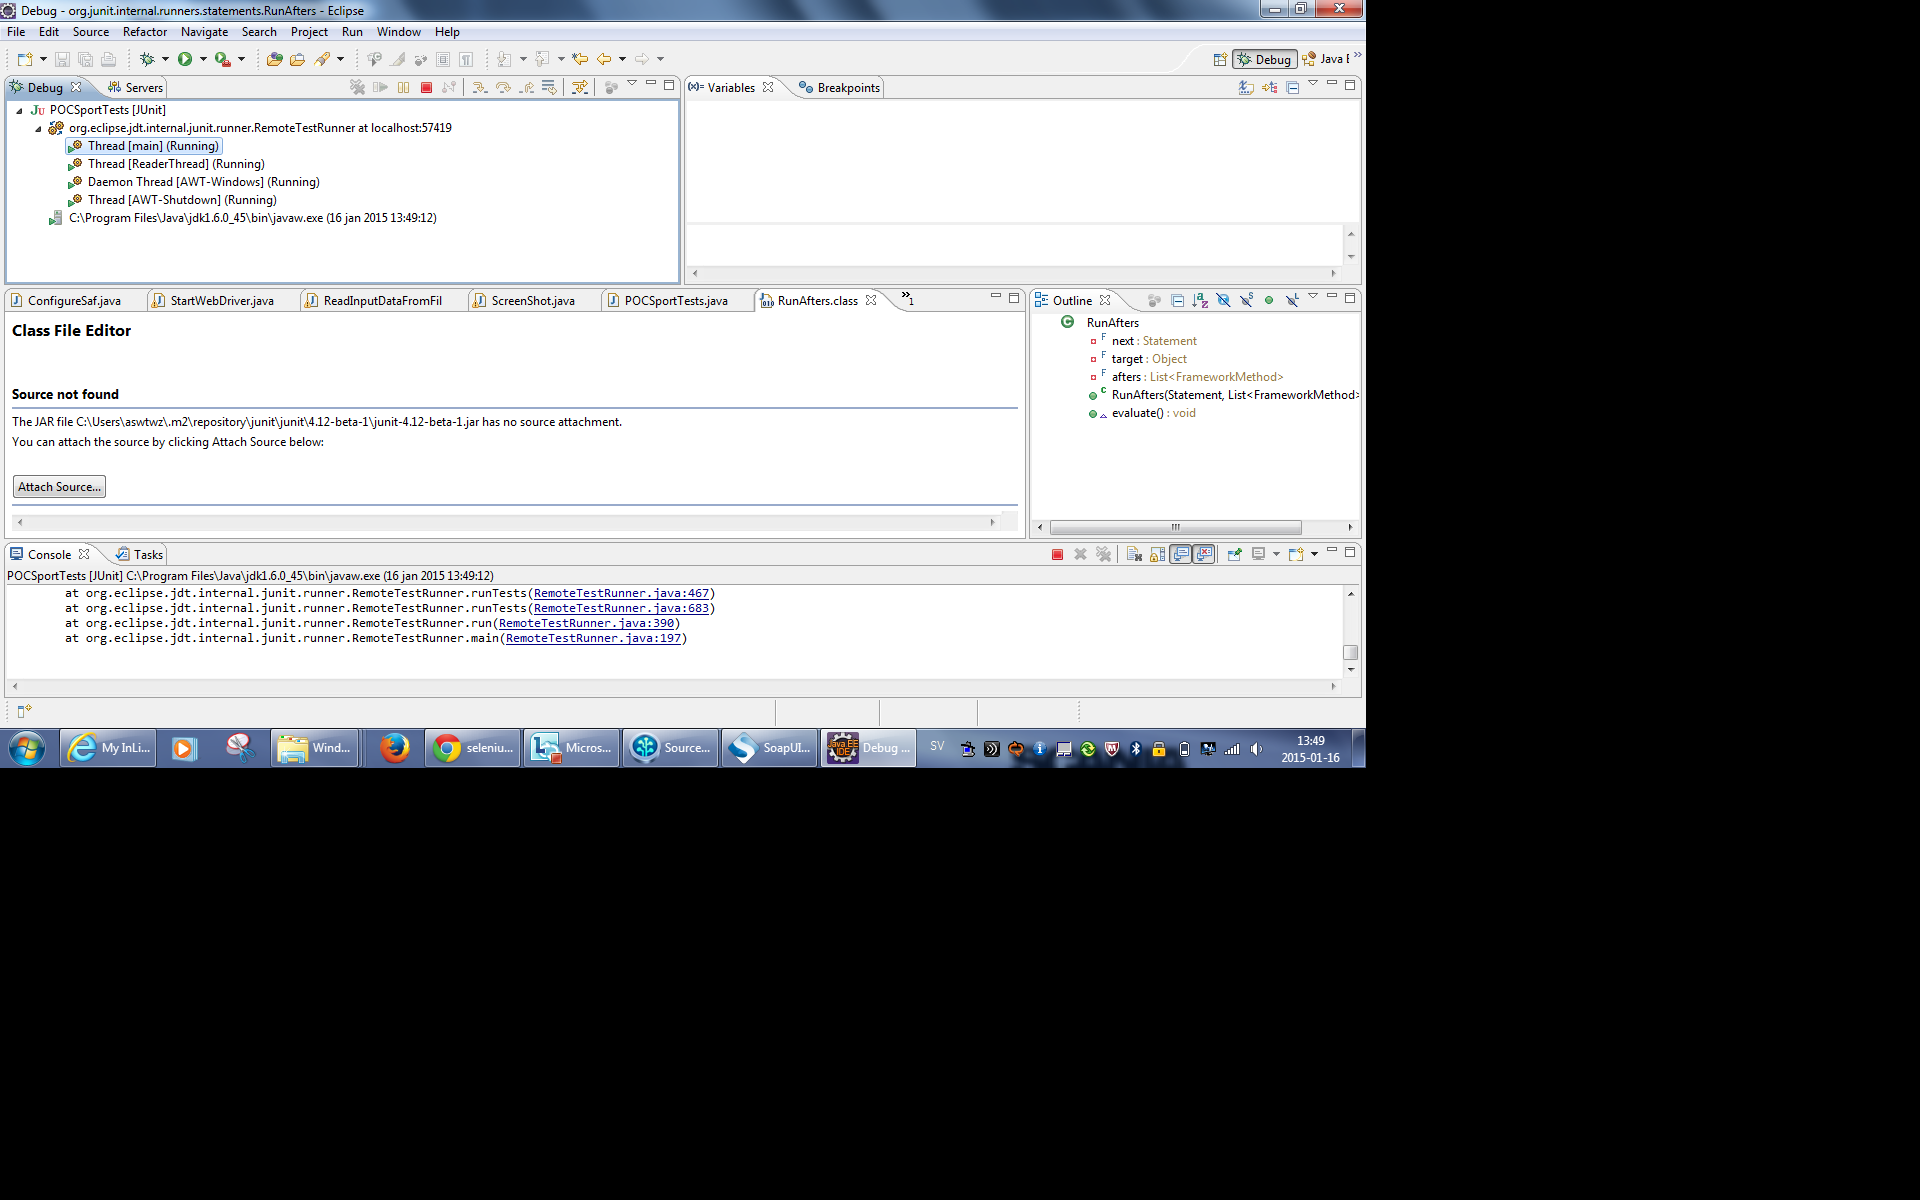 Debug - org.junit.internal.runners.statements.RunAfters - Eclipse
File Edit Source Refactor Navigate Search Project Run Window Help
Debug Java E
Debug Servers
POCSportTests [JUnit]
org.eclipse.jdt.internal.junit.runner.RemoteTestRunner at localhost:57419
Thread [main] (Running)
Thread [ReaderThread] (Running)
Daemon Thread [AWT-Windows] (Running)
Thread [AWT-Shutdown] (Running)
C:\Program Files\Java\jdk1.6.0_45\bin\javaw.exe (16 jan 2015 13:49:12)
(x)= Variables Breakpoints
ConfigureSaf.java StartWebDriver.java ReadInputDataFromFil ScreenShot.java POCSportTests.java RunAfters.class »1
Class File Editor
Source not found
The JAR file C:\Users\aswtwz\.m2\repository\junit\junit\4.12-beta-1\junit-4.12-beta-1.jar has no source attachment.
You can attach the source by clicking Attach Source below:
Attach Source...
Outline
RunAfters
next : Statement
target : Object
afters : List<FrameworkMethod>
RunAfters(Statement, List<FrameworkMethod>
evaluate() : void
Console Tasks
POCSportTests [JUnit] C:\Program Files\Java\jdk1.6.0_45\bin\javaw.exe (16 jan 2015 13:49:12)
at org.eclipse.jdt.internal.junit.runner.RemoteTestRunner.runTests(RemoteTestRunner.java:467)
at org.eclipse.jdt.internal.junit.runner.RemoteTestRunner.runTests(RemoteTestRunner.java:683)
at org.eclipse.jdt.internal.junit.runner.RemoteTestRunner.run(RemoteTestRunner.java:390)
at org.eclipse.jdt.internal.junit.runner.RemoteTestRunner.main(RemoteTestRunner.java:197)
My InLi... Wind... seleniu... Micros... Source... SoapUI... Java EE IDE Debug ... SV 13:49
2015-01-16